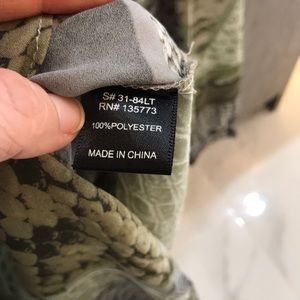 S# 31-84LT
RN# 135773
100%POLYESTER
MADE IN CHINA